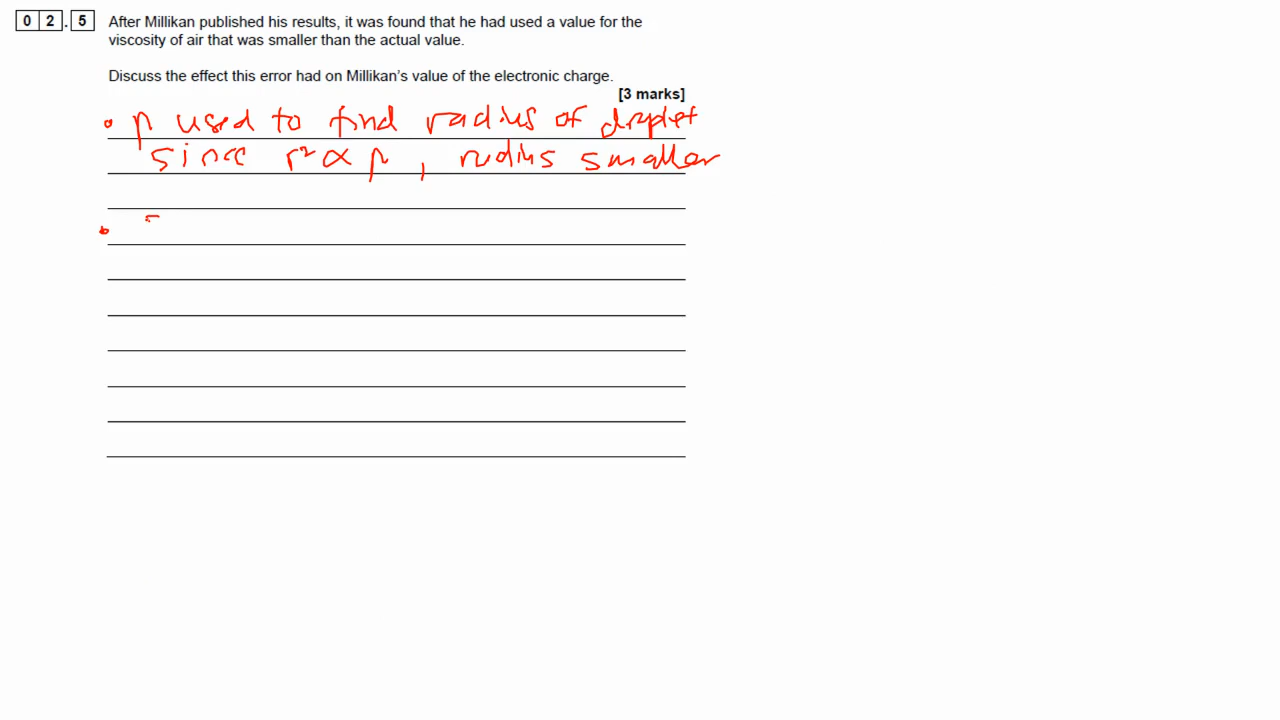 0 2 . 5 After Millikan published his results, it was found that he had used a value for the
viscosity of air that was smaller than the actual value.
Discuss the effect this error had on Millikan's value of the electronic charge.
[3 marks]
• η used to find radius of droplet
since r² ∝ η , radius smaller
•